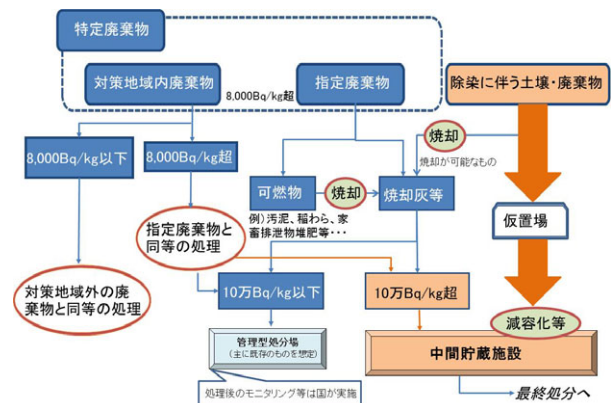 特定廃棄物
対策地域内廃棄物
8,000Bq/kg超
指定廃棄物
除染に伴う土壌・廃棄物
8,000Bq/kg以下
8,000Bq/kg超
焼却
焼却が可能なもの
可燃物
焼却
焼却灰等
例）汚泥、稲わら、家
畜排泄物堆肥等・・・
仮置場
指定廃棄物と
同等の処理
対策地域外の廃
棄物と同等の処理
10万Bq/kg以下
10万Bq/kg超
減容化等
管理型処分場
（主に既存のものを想定）
中間貯蔵施設
処理後のモニタリング等は国が実施
最終処分へ